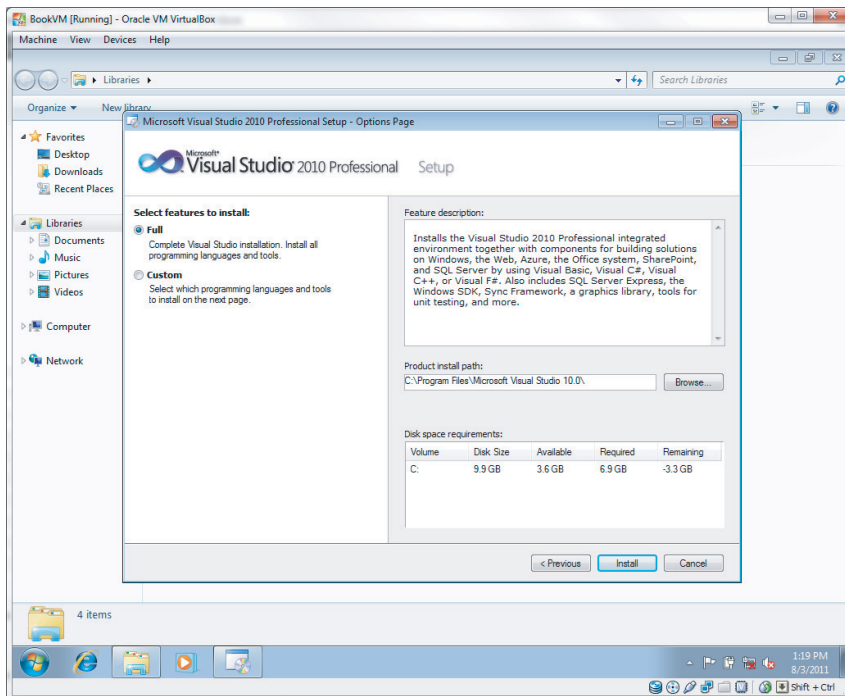 BookVM [Running] - Oracle VM VirtualBox
Machine View Devices Help
Libraries
Search Libraries
Organize
New library
Microsoft Visual Studio 2010 Professional Setup - Options Page
Microsoft®
Visual Studio® 2010 Professional Setup
Favorites
Desktop
Downloads
Recent Places
Libraries
Documents
Music
Pictures
Videos
Computer
Network
Select features to install:
Full
Complete Visual Studio installation. Install all
programming languages and tools.
Custom
Select which programming languages and tools
to install on the next page.
Feature description:
Installs the Visual Studio 2010 Professional integrated
environment together with components for building solutions
on Windows, the Web, Azure, the Office system, SharePoint,
and SQL Server by using Visual Basic, Visual C#, Visual
C++, or Visual F#. Also includes SQL Server Express, the
Windows SDK, Sync Framework, a graphics library, tools for
unit testing, and more.
Product install path:
C:\Program Files\Microsoft Visual Studio 10.0\
Browse...
Disk space requirements:
Volume Disk Size Available Required Remaining
C: 9.9 GB 3.6 GB 6.9 GB -3.3 GB
< Previous Install Cancel
4 items
1:19 PM
8/3/2011
Shift + Ctrl